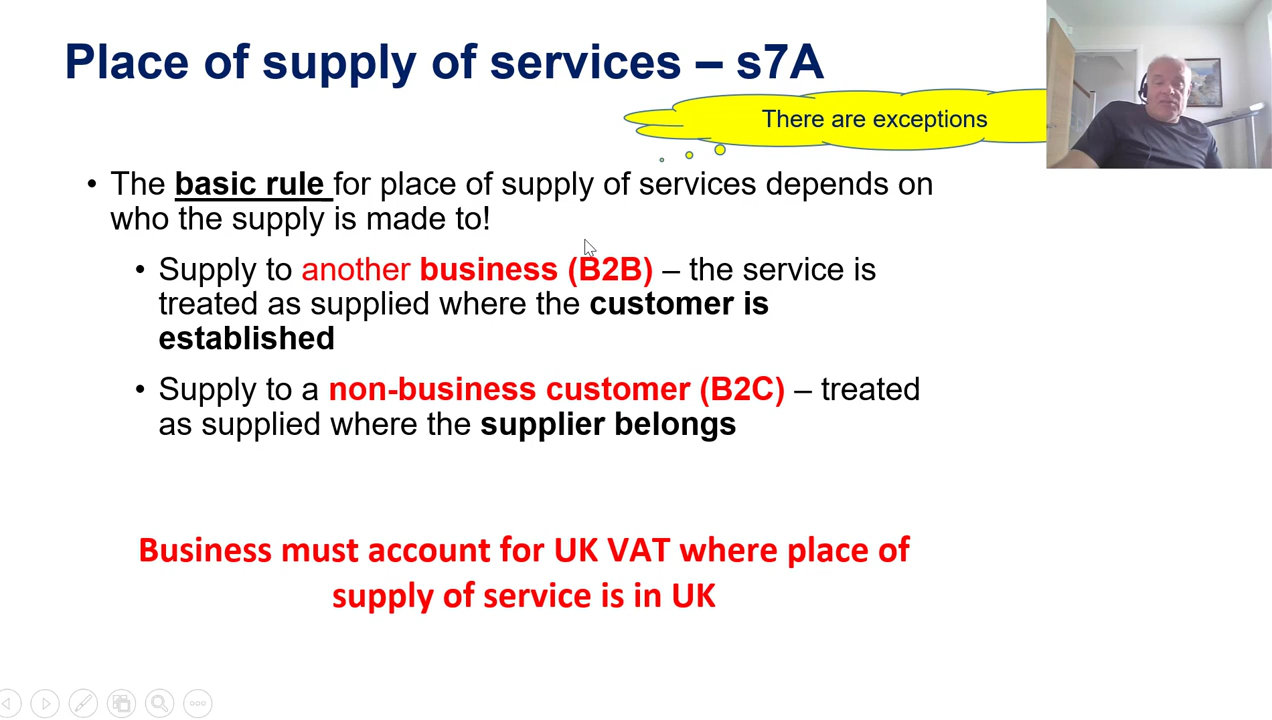 Place of supply of services – s7A
There are exceptions
• The basic rule for place of supply of services depends on
who the supply is made to!
• Supply to another business (B2B) – the service is
treated as supplied where the customer is
established
• Supply to a non-business customer (B2C) – treated
as supplied where the supplier belongs
Business must account for UK VAT where place of
supply of service is in UK